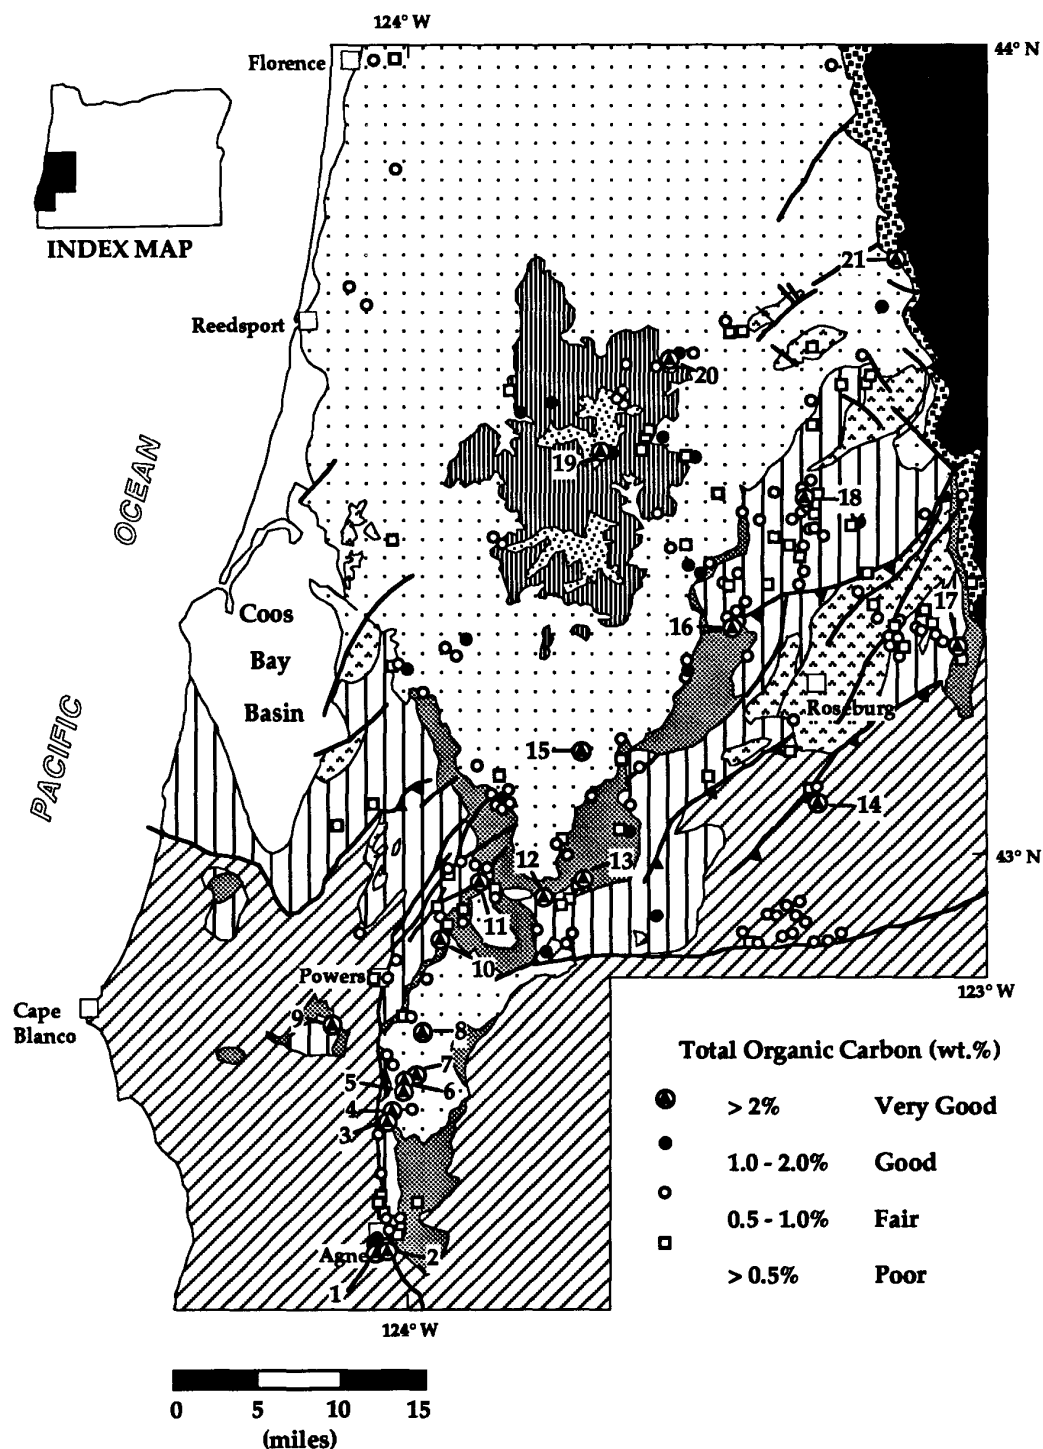 124° W
44° N
Florence
INDEX MAP
21
Reedsport
20
19
18
OCEAN
Coos
Bay
Basin
17
16
Roseburg
PACIFIC
15
14
12
13
43° N
11
10
Powers
123° W
Cape
Blanco
9
8
7
5
6
4
3
Agne
2
1
124° W
Total Organic Carbon (wt.%)
> 2% Very Good
1.0 - 2.0% Good
0.5 - 1.0% Fair
> 0.5% Poor
0 5 10 15
(miles)